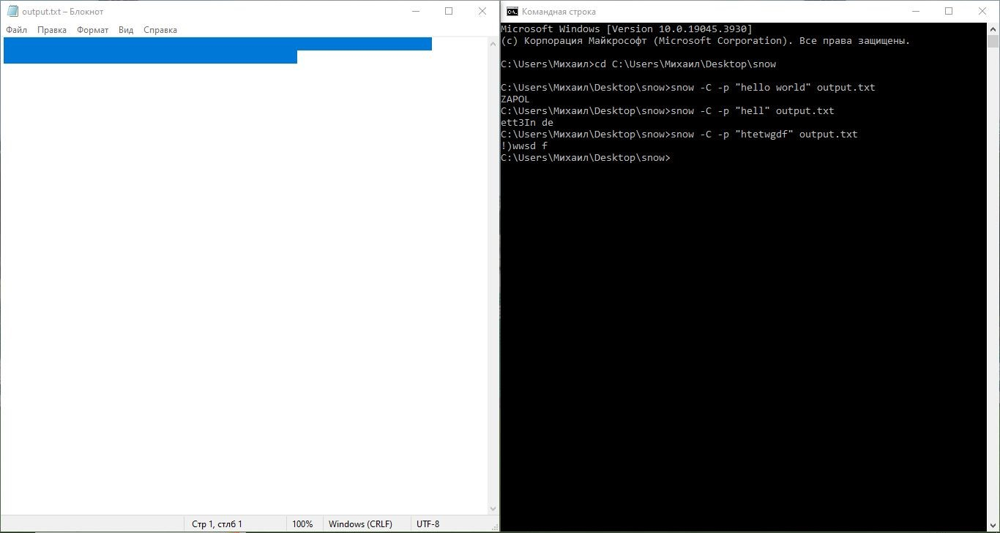 output.txt – Блокнот
Файл Правка Формат Вид Справка
Стр 1, стлб 1 100% Windows (CRLF) UTF-8
Командная строка
Microsoft Windows [Version 10.0.19045.3930]
(c) Корпорация Майкрософт (Microsoft Corporation). Все права защищены.
C:\Users\Михаил>cd C:\Users\Михаил\Desktop\snow
C:\Users\Михаил\Desktop\snow>snow -C -p "hello world" output.txt
ZAPOL
C:\Users\Михаил\Desktop\snow>snow -C -p "hell" output.txt
ett3In de
C:\Users\Михаил\Desktop\snow>snow -C -p "htetwgdf" output.txt
!)wwsd f
C:\Users\Михаил\Desktop\snow>